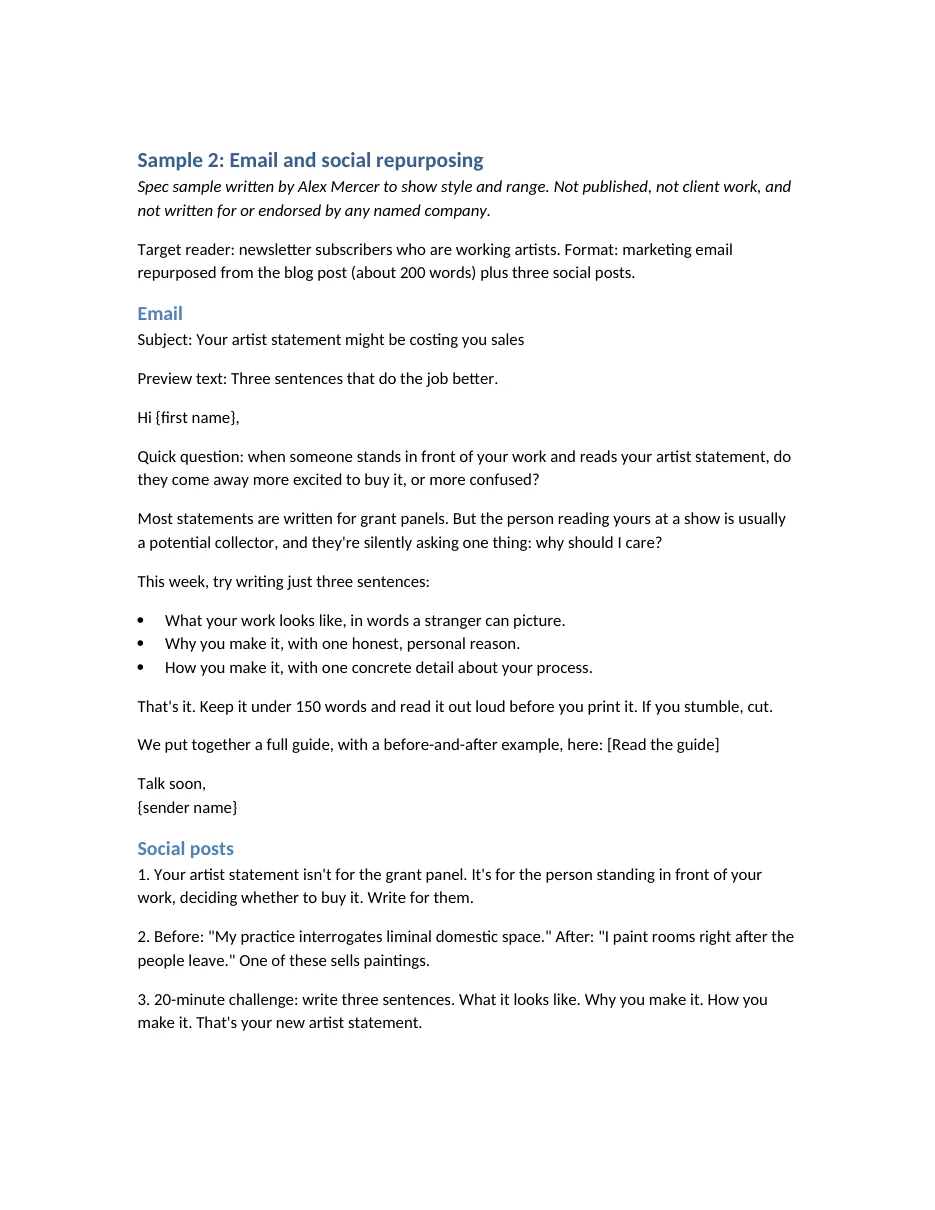 Sample 2: Email and social repurposing
Spec sample written by Alex Mercer to show style and range. Not published, not client work, and
not written for or endorsed by any named company.
Target reader: newsletter subscribers who are working artists. Format: marketing email
repurposed from the blog post (about 200 words) plus three social posts.
Email
Subject: Your artist statement might be costing you sales
Preview text: Three sentences that do the job better.
Hi {first name},
Quick question: when someone stands in front of your work and reads your artist statement, do
they come away more excited to buy it, or more confused?
Most statements are written for grant panels. But the person reading yours at a show is usually
a potential collector, and they're silently asking one thing: why should I care?
This week, try writing just three sentences:
• What your work looks like, in words a stranger can picture.
• Why you make it, with one honest, personal reason.
• How you make it, with one concrete detail about your process.
That's it. Keep it under 150 words and read it out loud before you print it. If you stumble, cut.
We put together a full guide, with a before-and-after example, here: [Read the guide]
Talk soon,
{sender name}
Social posts
1. Your artist statement isn't for the grant panel. It's for the person standing in front of your
work, deciding whether to buy it. Write for them.
2. Before: "My practice interrogates liminal domestic space." After: "I paint rooms right after the
people leave." One of these sells paintings.
3. 20-minute challenge: write three sentences. What it looks like. Why you make it. How you
make it. That's your new artist statement.